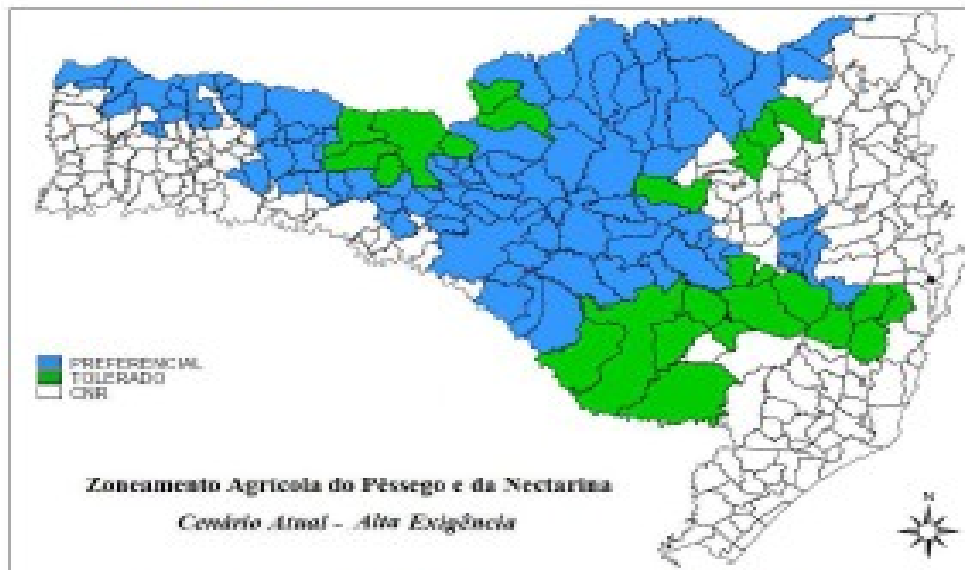 PREFERENCIAL
TOLERADO
CNR
Zoneamento Agrícola do Pêssego e da Nectarina
Cenário Atual - Alta Exigência
N